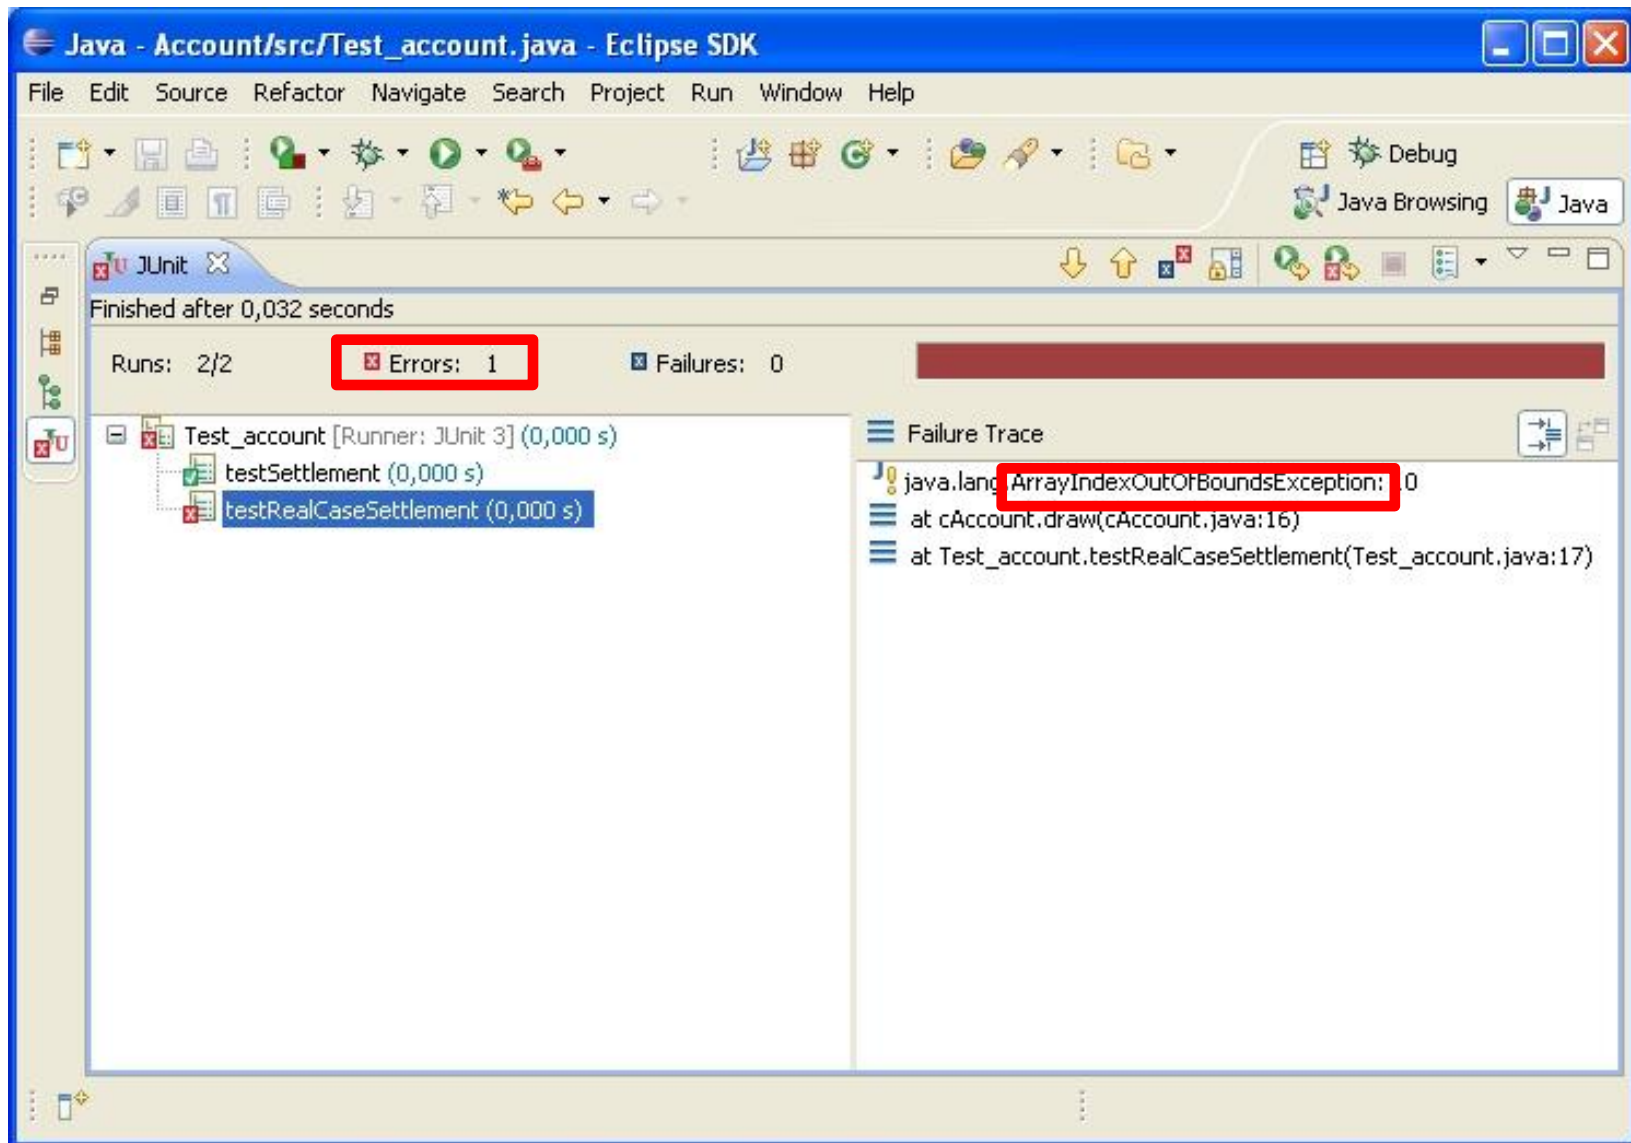 Java - Account/src/Test_account.java - Eclipse SDK
File Edit Source Refactor Navigate Search Project Run Window Help
Debug
Java Browsing Java
JUnit
Finished after 0,032 seconds
Runs: 2/2 Errors: 1 Failures: 0
Test_account [Runner: JUnit 3] (0,000 s)
testSettlement (0,000 s)
testRealCaseSettlement (0,000 s)
Failure Trace
java.lang.ArrayIndexOutOfBoundsException: 10
at cAccount.draw(cAccount.java:16)
at Test_account.testRealCaseSettlement(Test_account.java:17)